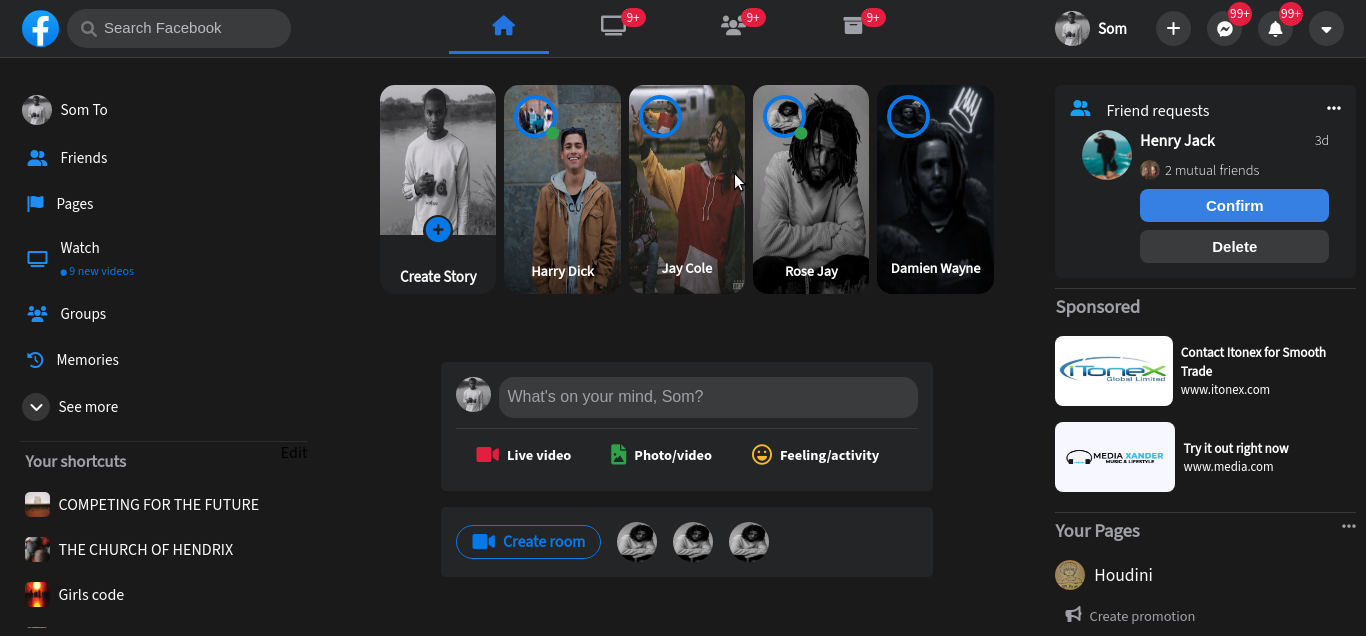 Search Facebook
9+
9+
9+
Som
99+
99+
Som To
Friends
Pages
Watch
9 new videos
Groups
Memories
See more
Edit
Your shortcuts
COMPETING FOR THE FUTURE
THE CHURCH OF HENDRIX
Girls code
Create Story
Harry Dick
Jay Cole
Rose Jay
Damien Wayne
What's on your mind, Som?
Live video
Photo/video
Feeling/activity
Create room
Friend requests
Henry Jack
3d
2 mutual friends
Confirm
Delete
Sponsored
iTonex
Global Limited
Contact Itonex for Smooth
Trade
www.itonex.com
MEDIA XANDER
MUSIC & LIFESTYLE
Try it out right now
www.media.com
Your Pages
Houdini
Create promotion